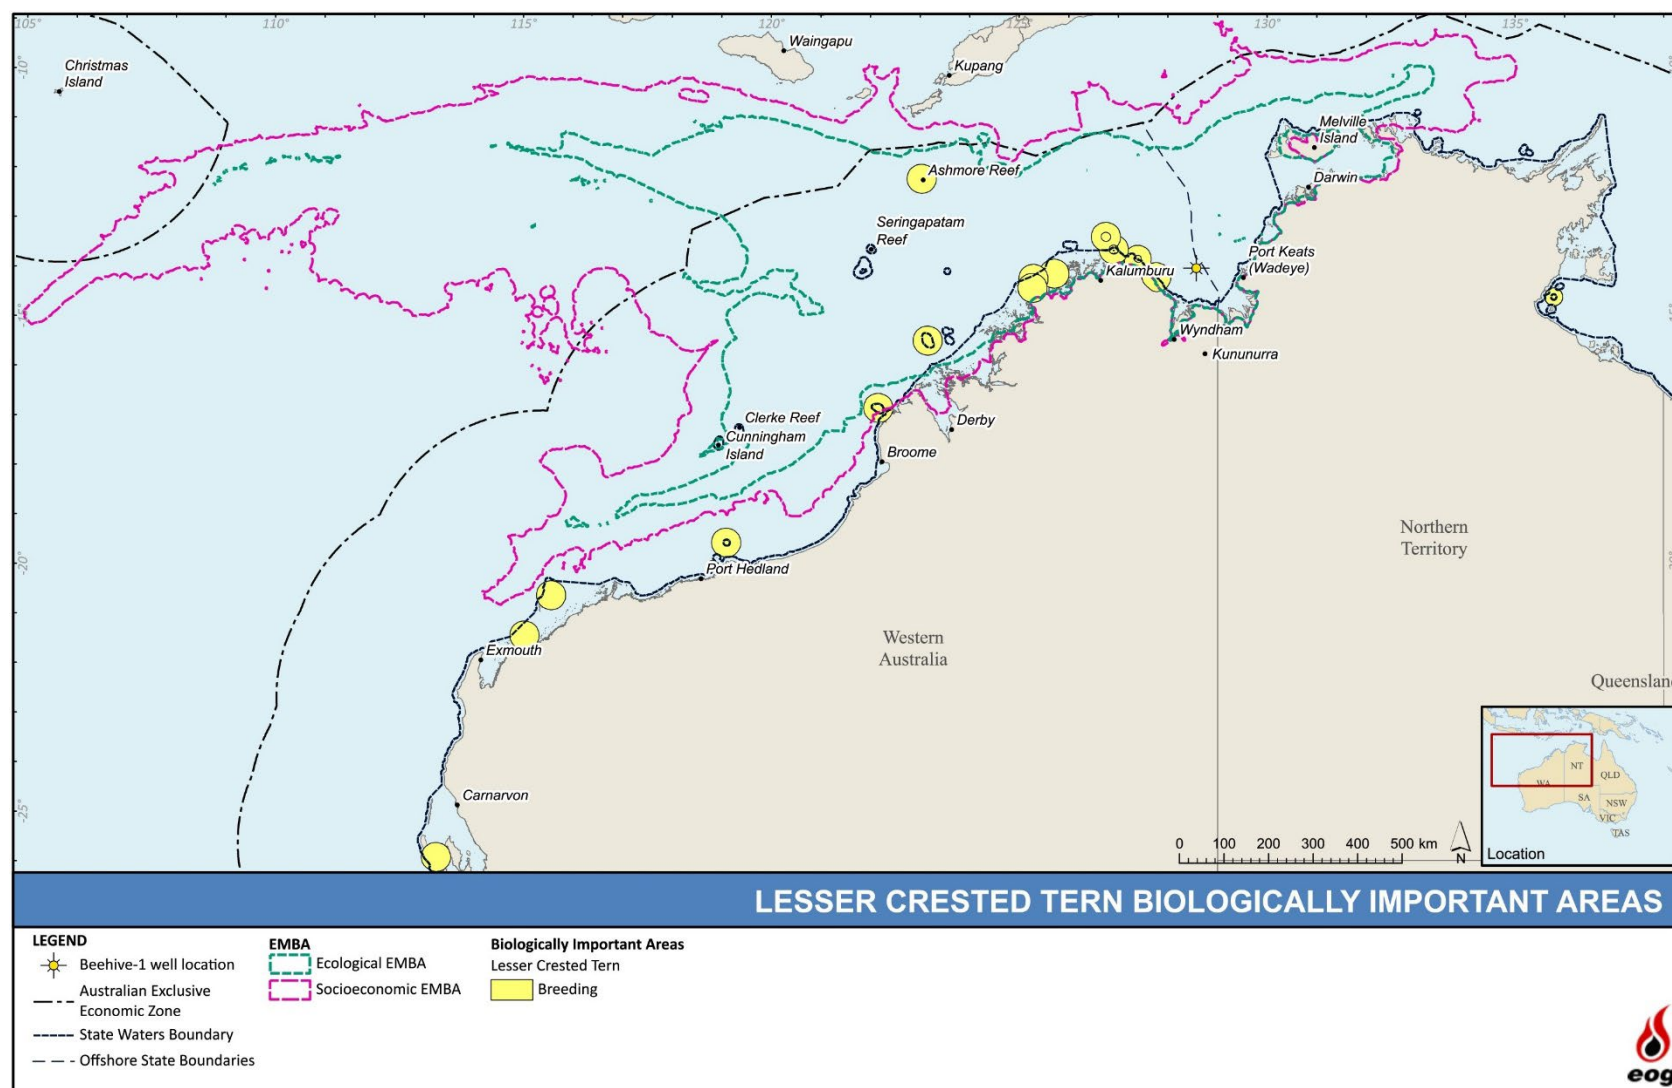 105°
110°
115°
120°
125°
130°
135°
-10°
-15°
-20°
-25°
Christmas
Island
Waingapu
Kupang
Melville
Island
Darwin
Ashmore Reef
Seringapatam
Reef
Port Keats
(Wadeye)
Kalumburu
Wyndham
Kununurra
Clerke Reef
Cunningham
Island
Derby
Broome
Northern
Territory
Port Hedland
Western
Australia
Exmouth
Queensland
Carnarvon
0 100 200 300 400 500 km
N
WA
NT
QLD
SA
NSW
VIC
TAS
Location
LESSER CRESTED TERN BIOLOGICALLY IMPORTANT AREAS
LEGEND
Beehive-1 well location
Australian Exclusive
Economic Zone
State Waters Boundary
Offshore State Boundaries
EMBA
Ecological EMBA
Socioeconomic EMBA
Biologically Important Areas
Lesser Crested Tern
Breeding
eog